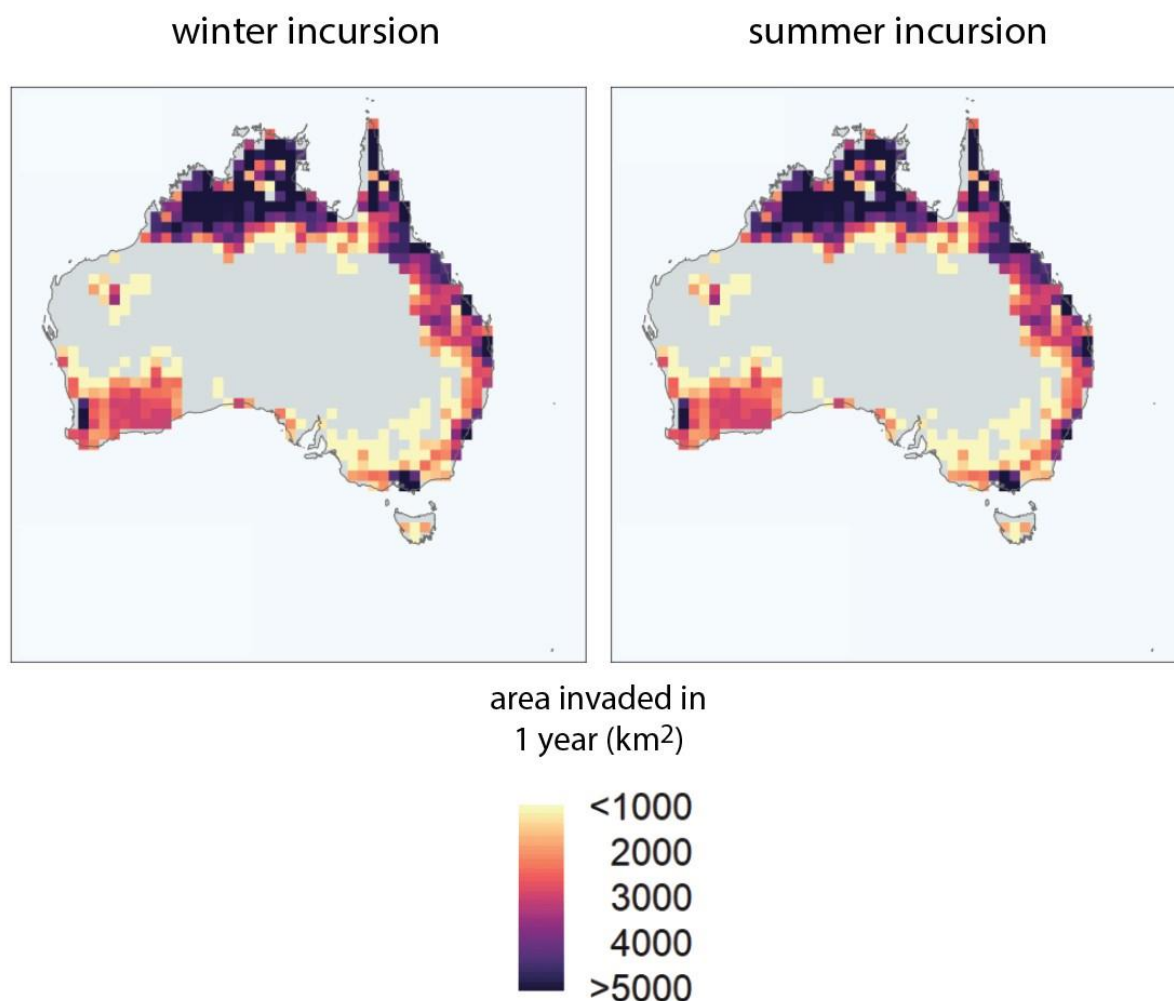 winter incursion
summer incursion
area invaded in
1 year (km²)
<1000
2000
3000
4000
>5000